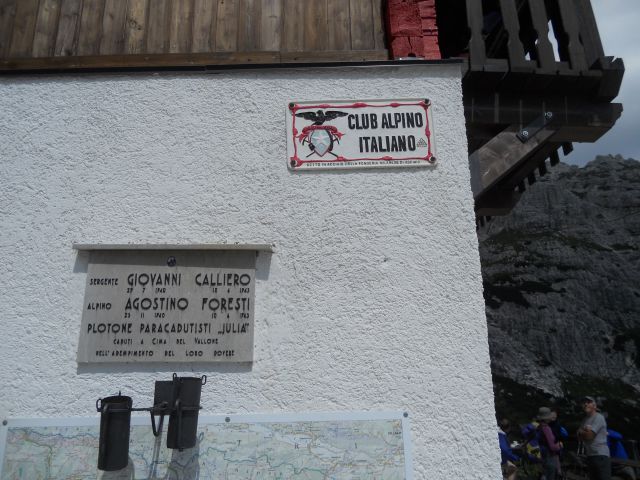 CLUB ALPINO
ITALIANO
SERGENTE GIOVANNI CALLIERO
ALPINO AGOSTINO FORESTI
PLOTONE PARACADUTISTI „JULIA"
CADUTI A CIMA DEL VALLONE
NELL'ADEMPIMENTO DEL LORO DOVERE